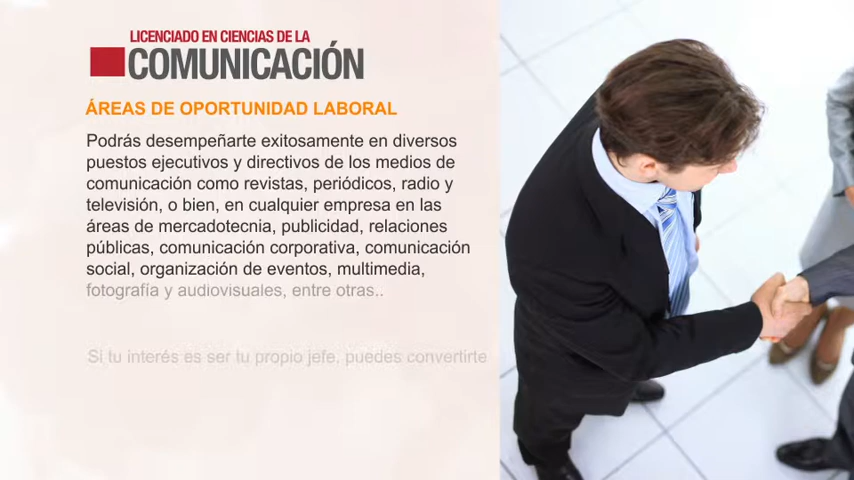 LICENCIADO EN CIENCIAS DE LA
COMUNICACIÓN
ÁREAS DE OPORTUNIDAD LABORAL
Podrás desempeñarte exitosamente en diversos
puestos ejecutivos y directivos de los medios de
comunicación como revistas, periódicos, radio y
televisión, o bien, en cualquier empresa en las
áreas de mercadotecnia, publicidad, relaciones
públicas, comunicación corporativa, comunicación
social, organización de eventos, multimedia,
fotografía y audiovisuales, entre otras..
Si tu interés es ser tu propio jefe, puedes convertirte